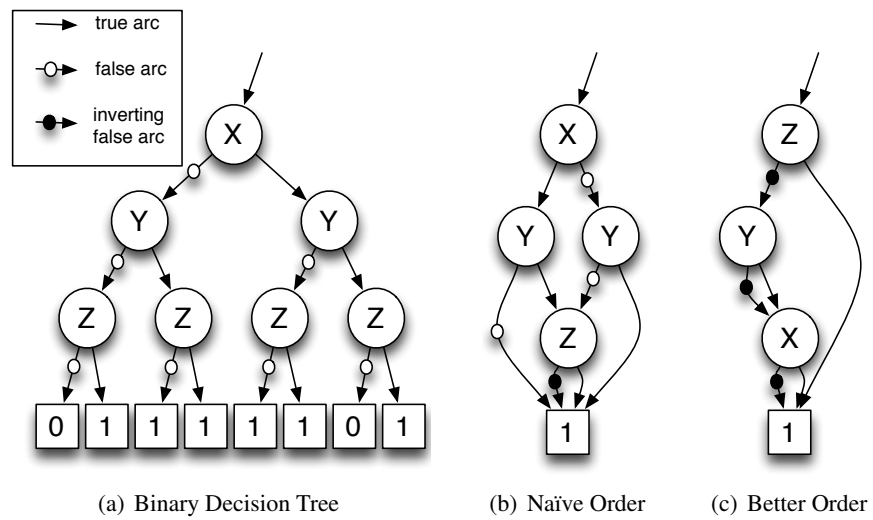 true arc
false arc
inverting
false arc
X
Y Y
Z Z Z Z
0 1 1 1 1 1 0 1
(a) Binary Decision Tree
X
Y Y
Z
1
(b) Naïve Order
Z
Y
X
1
(c) Better Order